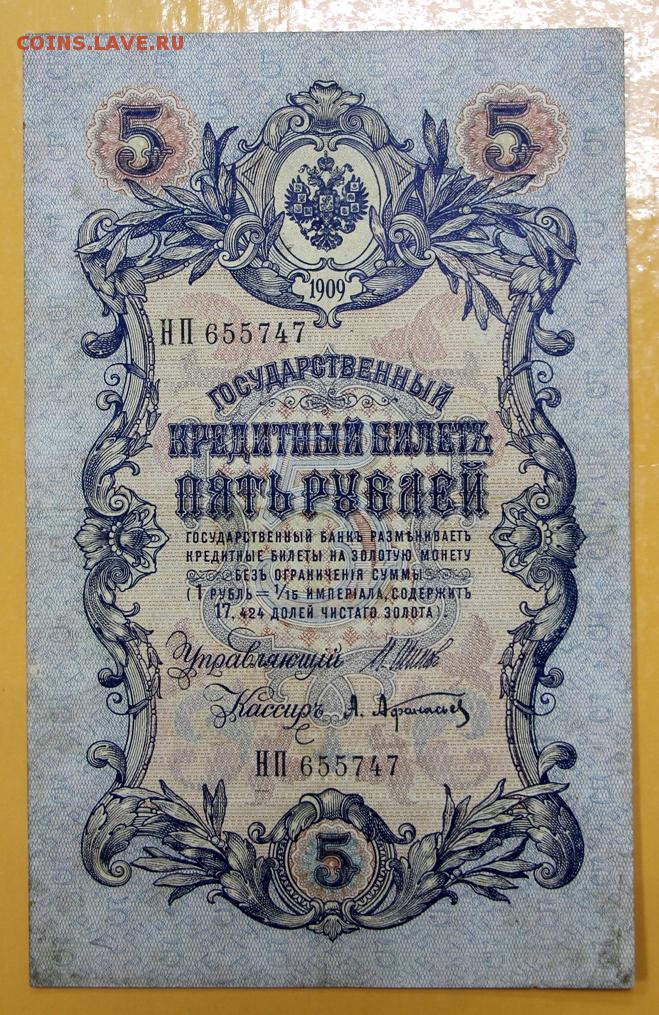 COINS.LAVE.RU
5 5
1909
НП 655747
ГОСУДАРСТВЕННЫЙ
КРЕДИТНЫЙ БИЛЕТЪ
ПЯТЬ РУБЛЕЙ
ГОСУДАРСТВЕННЫЙ БАНКЪ РАЗМѢНИВАЕТЪ
КРЕДИТНЫЕ БИЛЕТЫ НА ЗОЛОТУЮ МОНЕТУ
БЕЗЪ ОГРАНИЧЕНІЯ СУММЫ
(1 РУБЛЬ = 1/15 ИМПЕРІАЛА, СОДЕРЖИТЪ
17,424 ДОЛЕЙ ЧИСТАГО ЗОЛОТА).
Управляющій
Кассиръ А. Афанасьев
НП 655747
5